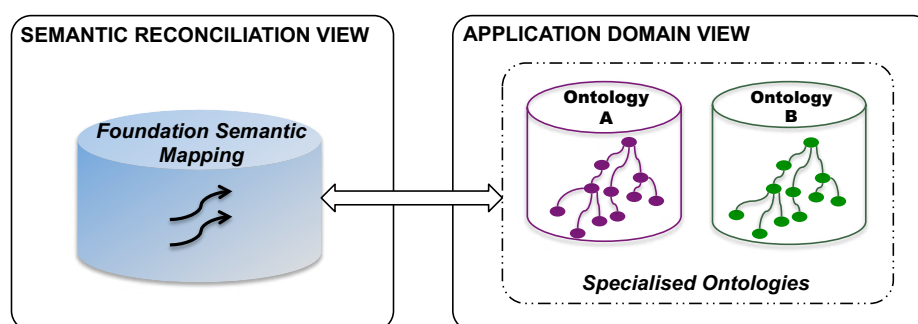 SEMANTIC RECONCILIATION VIEW
Foundation Semantic
Mapping
APPLICATION DOMAIN VIEW
Ontology
A
Ontology
B
Specialised Ontologies